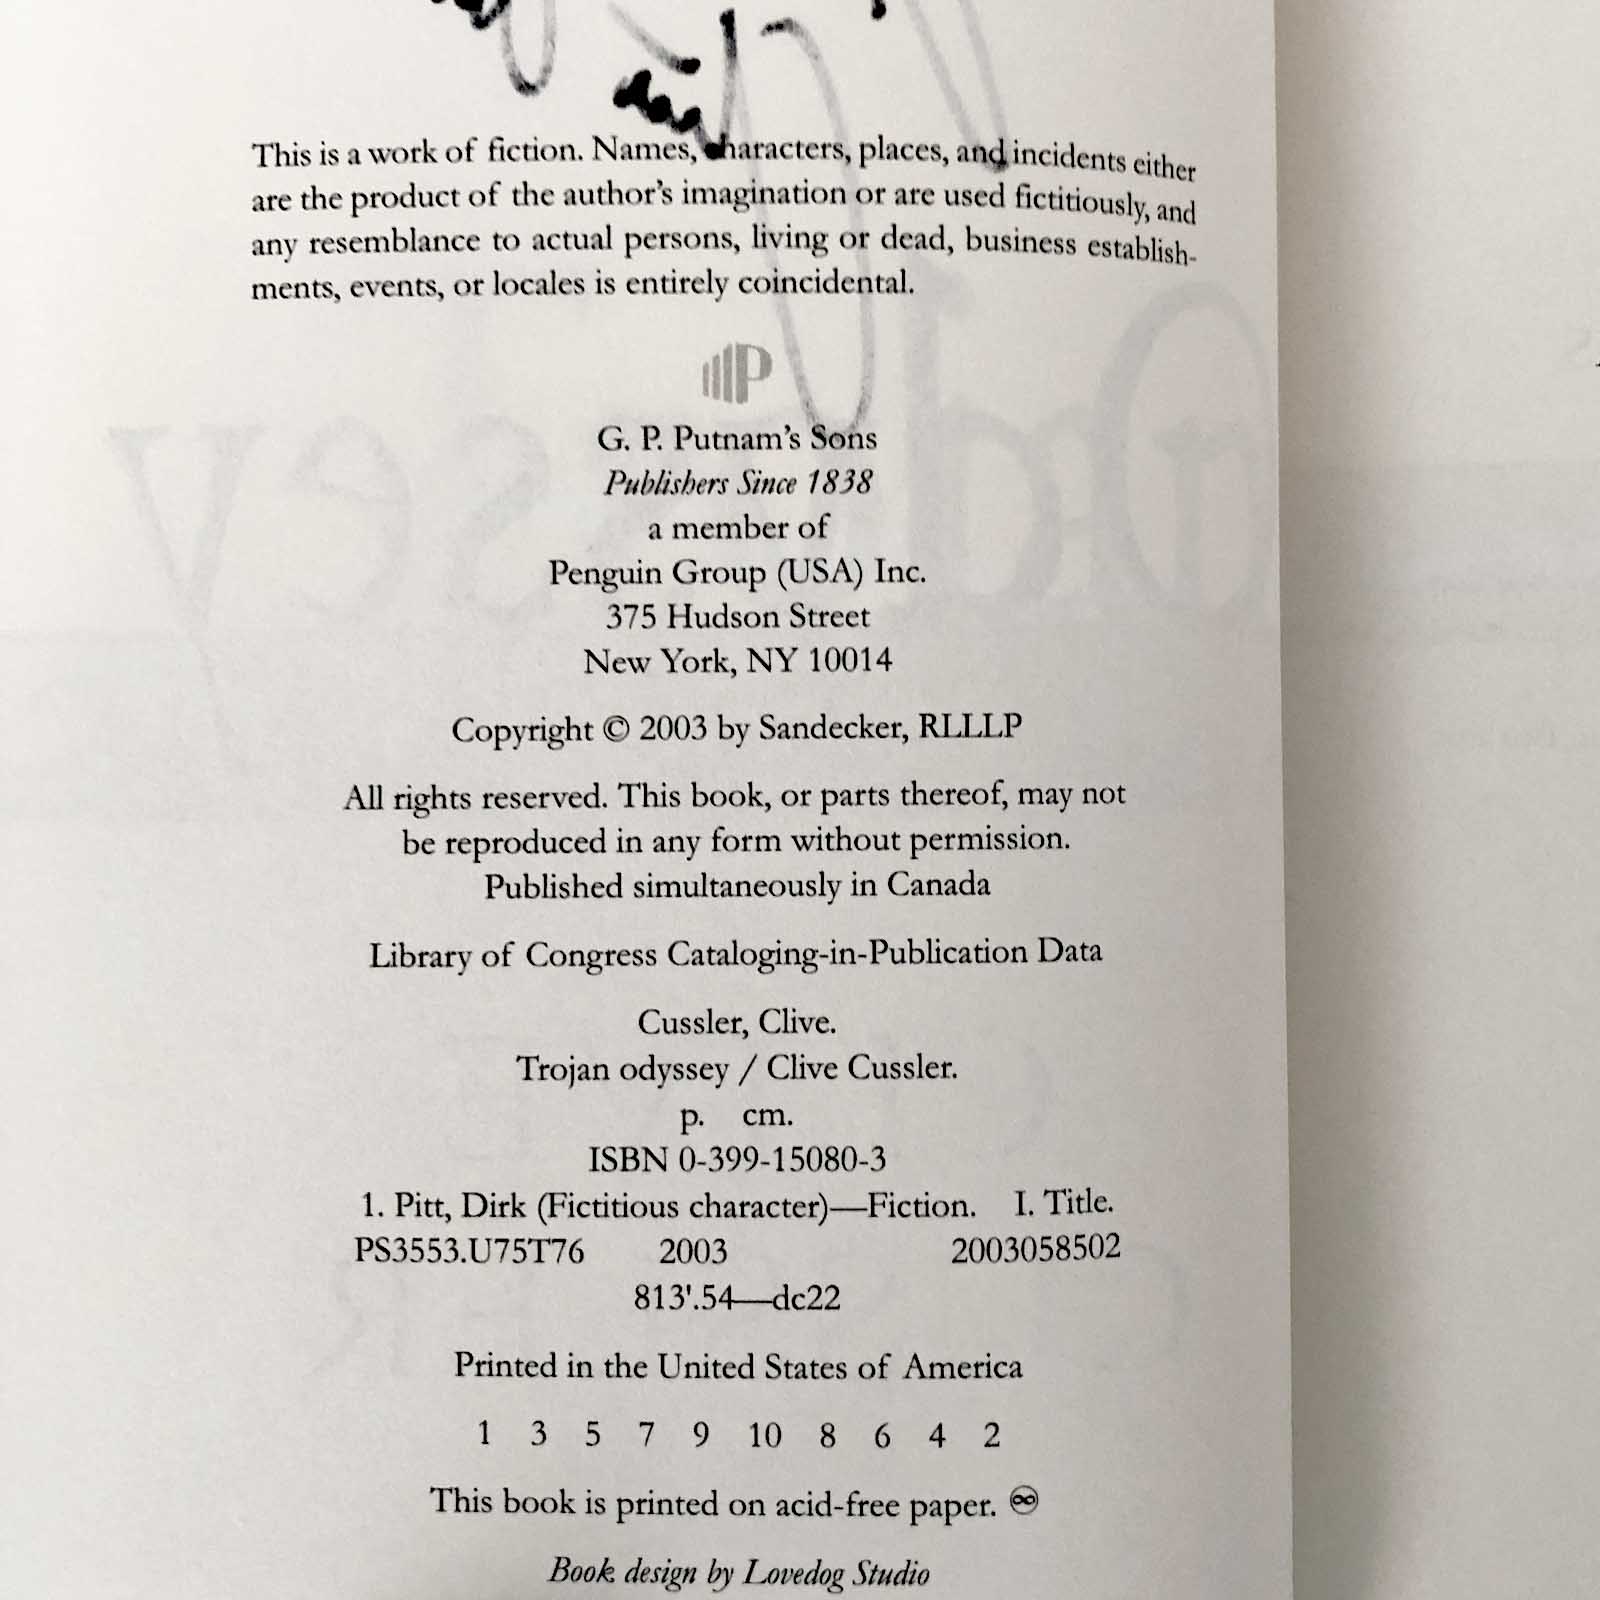 This is a work of fiction. Names, characters, places, and incidents either
are the product of the author's imagination or are used fictitiously, and
any resemblance to actual persons, living or dead, business establish-
ments, events, or locales is entirely coincidental.
P
G. P. Putnam's Sons
Publishers Since 1838
a member of
Penguin Group (USA) Inc.
375 Hudson Street
New York, NY 10014
Copyright © 2003 by Sandecker, RLLLP
All rights reserved. This book, or parts thereof, may not
be reproduced in any form without permission.
Published simultaneously in Canada
Library of Congress Cataloging-in-Publication Data
Cussler, Clive.
Trojan odyssey / Clive Cussler.
p. cm.
ISBN 0-399-15080-3
1. Pitt, Dirk (Fictitious character)—Fiction. I. Title.
PS3553.U75T76 2003 2003058502
813'.54—dc22
Printed in the United States of America
1 3 5 7 9 10 8 6 4 2
This book is printed on acid-free paper. ♾
Book design by Lovedog Studio